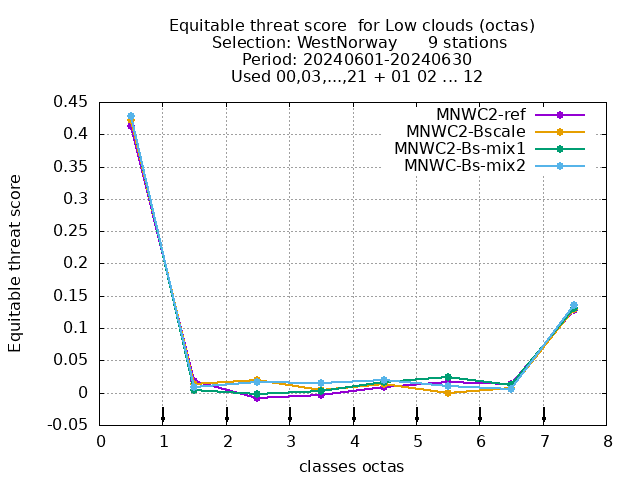 Equitable threat score  for Low clouds (octas)
Selection: WestNorway      9 stations
Period: 20240601-20240630
Used 00,03,...,21 + 01 02 ... 12
MNWC2-ref
MNWC2-Bscale
MNWC2-Bs-mix1
MNWC-Bs-mix2
Equitable threat score
0.45
0.4
0.35
0.3
0.25
0.2
0.15
0.1
0.05
0
-0.05
0 1 2 3 4 5 6 7 8
classes octas